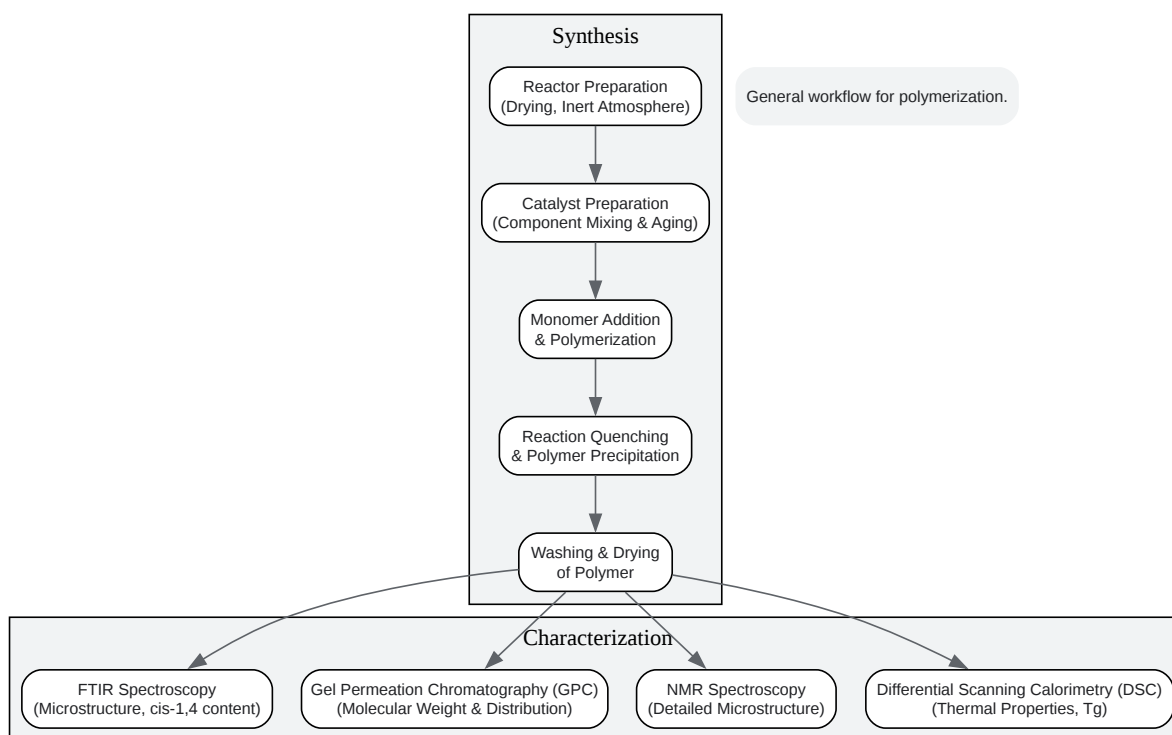 Synthesis
Reactor Preparation
(Drying, Inert Atmosphere)
General workflow for polymerization.
Catalyst Preparation
(Component Mixing & Aging)
Monomer Addition
& Polymerization
Reaction Quenching
& Polymer Precipitation
Washing & Drying
of Polymer
Characterization
FTIR Spectroscopy
(Microstructure, cis-1,4 content)
Gel Permeation Chromatography (GPC)
(Molecular Weight & Distribution)
NMR Spectroscopy
(Detailed Microstructure)
Differential Scanning Calorimetry (DSC)
(Thermal Properties, Tg)